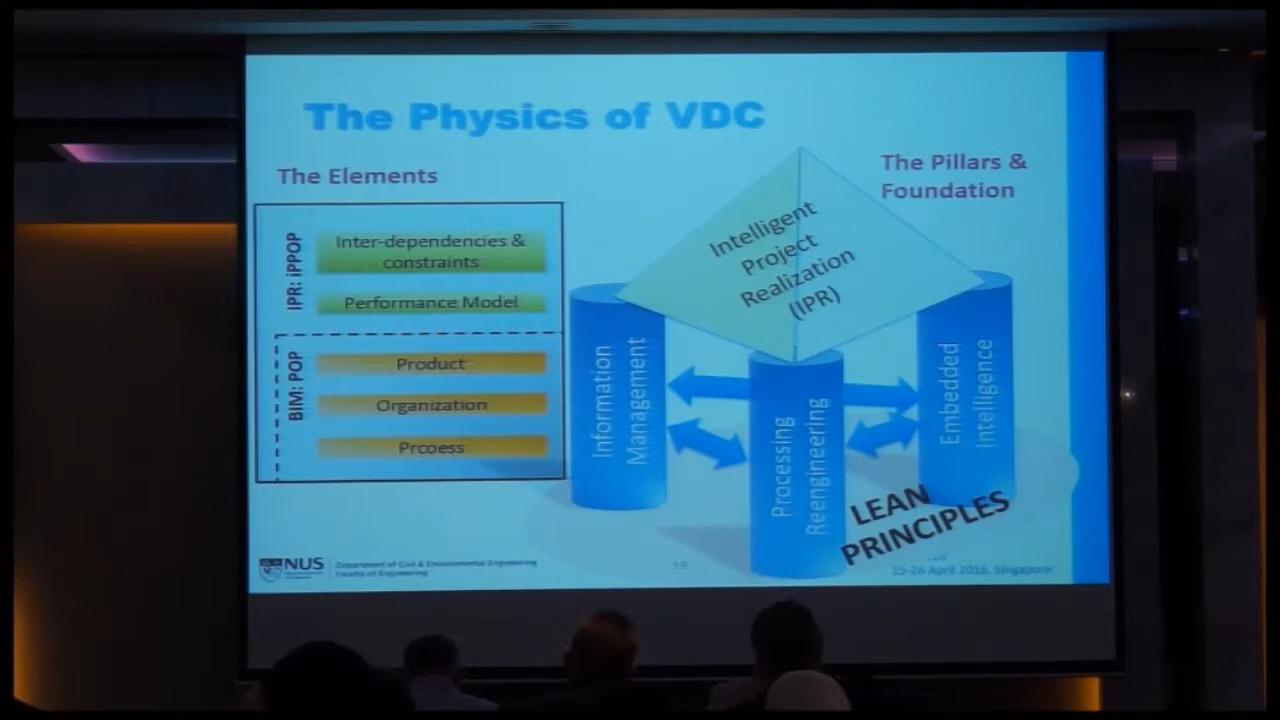 The Physics of VDC
The Elements
The Pillars &
Foundation
IPR: iPPOP
Inter-dependencies &
constraints
Performance Model
BIM: POP
Product
Organization
Prcoess
Intelligent
Project
Realization
(IPR)
Information
Management
Processing
Reengineering
Embedded
Intelligence
LEAN
PRINCIPLES
NUS
Department of Civil & Environmental Engineering
Faculty of Engineering
19
25-26 April 2016, Singapore